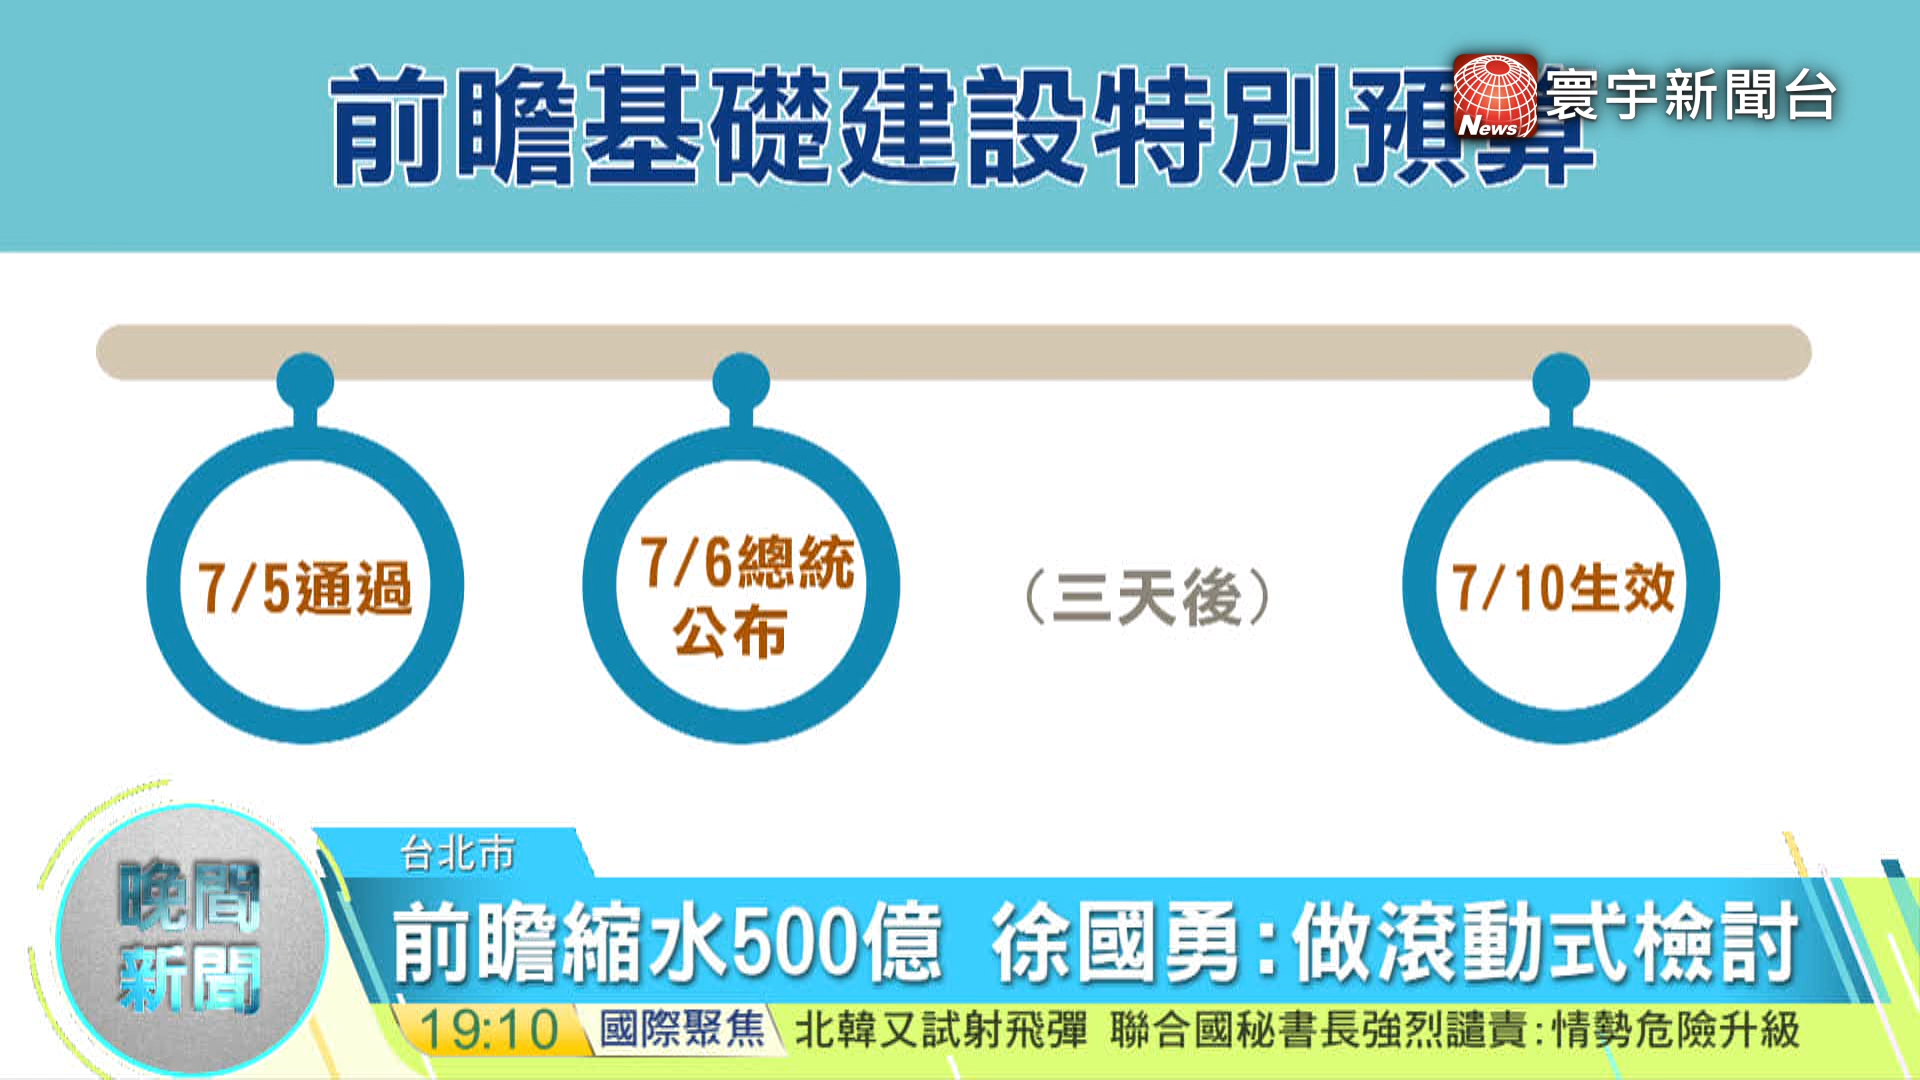 前瞻基礎建設特別預算
News 寰宇新聞台
7/5通過
7/6總統
公布
（三天後）
7/10生效
晚間
新聞
台北市
前瞻縮水500億 徐國勇:做滾動式檢討
19:10 國際聚焦 北韓又試射飛彈 聯合國秘書長強烈譴責:情勢危險升級